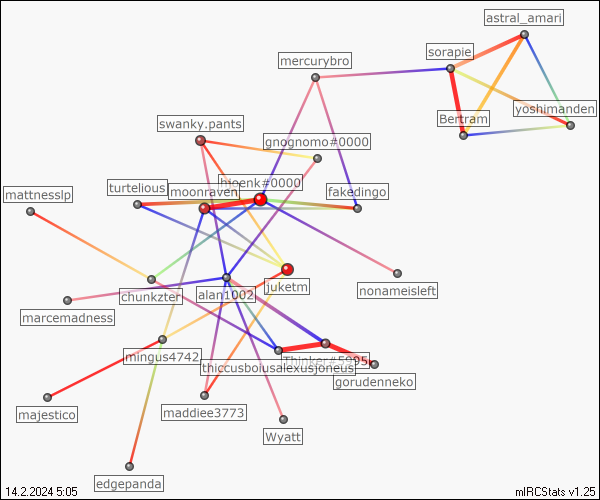 astral_amari
sorapie
mercurybro
yoshimanden
Bertram
swanky.pants
gnognomo#0000
hioenk#0000
turtelious
moonraven
fakedingo
mattnesslp
juketm
nonameisleft
chunkzter
alan1002
marcemadness
mingus4742
Thinker#5995
thiccusbolusalexusjoneus
gorudenneko
majestico
maddiee3773
Wyatt
edgepanda
14.2.2024 5:05
mIRCStats v1.25